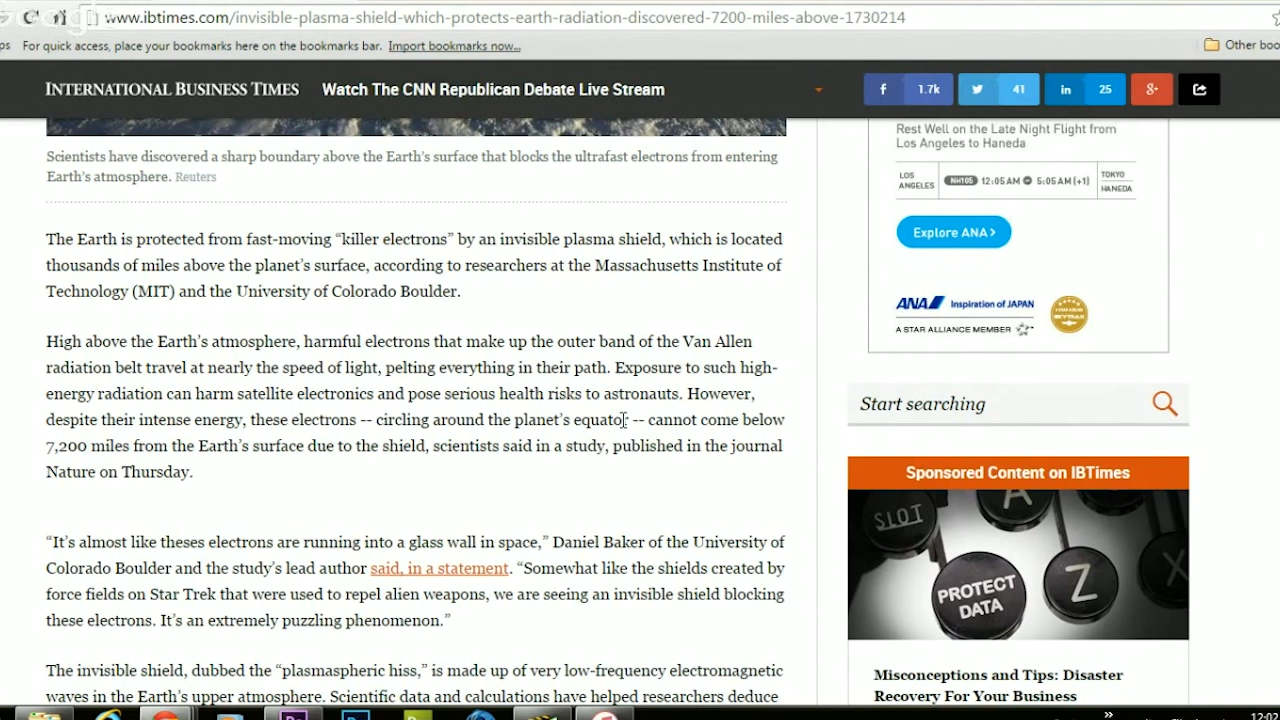 www.ibtimes.com/invisible-plasma-shield-which-protects-earth-radiation-discovered-7200-miles-above-1730214
For quick access, place your bookmarks here on the bookmarks bar. Import bookmarks now...
Other boo
INTERNATIONAL BUSINESS TIMES
Watch The CNN Republican Debate Live Stream
f 1.7k
41
in 25
g+
Scientists have discovered a sharp boundary above the Earth's surface that blocks the ultrafast electrons from entering
Earth's atmosphere. Reuters
The Earth is protected from fast-moving “killer electrons” by an invisible plasma shield, which is located
thousands of miles above the planet's surface, according to researchers at the Massachusetts Institute of
Technology (MIT) and the University of Colorado Boulder.
High above the Earth's atmosphere, harmful electrons that make up the outer band of the Van Allen
radiation belt travel at nearly the speed of light, pelting everything in their path. Exposure to such high-
energy radiation can harm satellite electronics and pose serious health risks to astronauts. However,
despite their intense energy, these electrons -- circling around the planet's equator -- cannot come below
7,200 miles from the Earth's surface due to the shield, scientists said in a study, published in the journal
Nature on Thursday.
“It's almost like theses electrons are running into a glass wall in space,” Daniel Baker of the University of
Colorado Boulder and the study's lead author said, in a statement. “Somewhat like the shields created by
force fields on Star Trek that were used to repel alien weapons, we are seeing an invisible shield blocking
these electrons. It's an extremely puzzling phenomenon.”
The invisible shield, dubbed the “plasmaspheric hiss,” is made up of very low-frequency electromagnetic
waves in the Earth's upper atmosphere. Scientific data and calculations have helped researchers deduce
Rest Well on the Late Night Flight from
Los Angeles to Haneda
LOS
ANGELES
NH105 12:05AM 5:05AM (+1)
TOKYO
HANEDA
Explore ANA >
ANA Inspiration of JAPAN
A STAR ALLIANCE MEMBER
SKYTRAX
Start searching
Sponsored Content on IBTimes
SLOT
A
PROTECT
DATA
Z
X
Misconceptions and Tips: Disaster
Recovery For Your Business
12:02